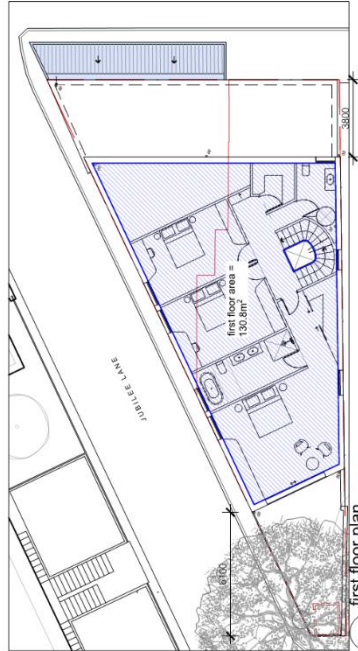 JUBILEE LANE
first floor area =
130.8m²
3800
6100
first floor plan